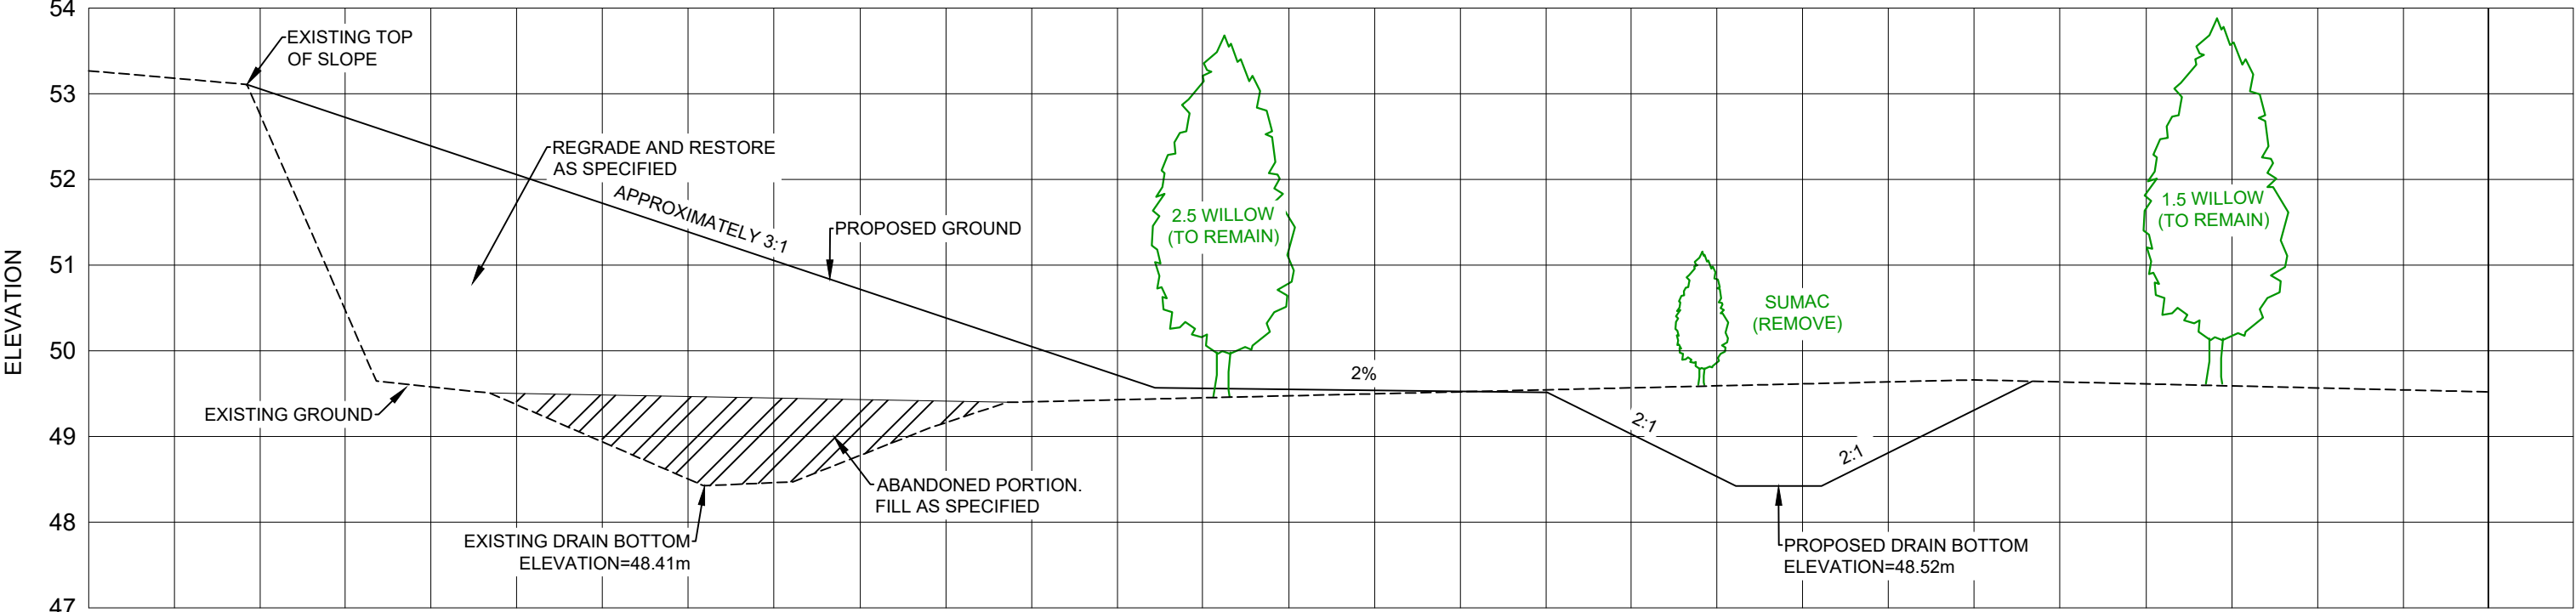 54
EXISTING TOP
OF SLOPE
53
REGRADE AND RESTORE
AS SPECIFIED
52
APPROXIMATELY 3:1
PROPOSED GROUND
2.5 WILLOW
(TO REMAIN)
1.5 WILLOW
(TO REMAIN)
51
SUMAC
(REMOVE)
ELEVATION
50
2%
EXISTING GROUND
49
2:1
2:1
ABANDONED PORTION.
FILL AS SPECIFIED
48
EXISTING DRAIN BOTTOM
ELEVATION=48.41m
PROPOSED DRAIN BOTTOM
ELEVATION=48.52m
47